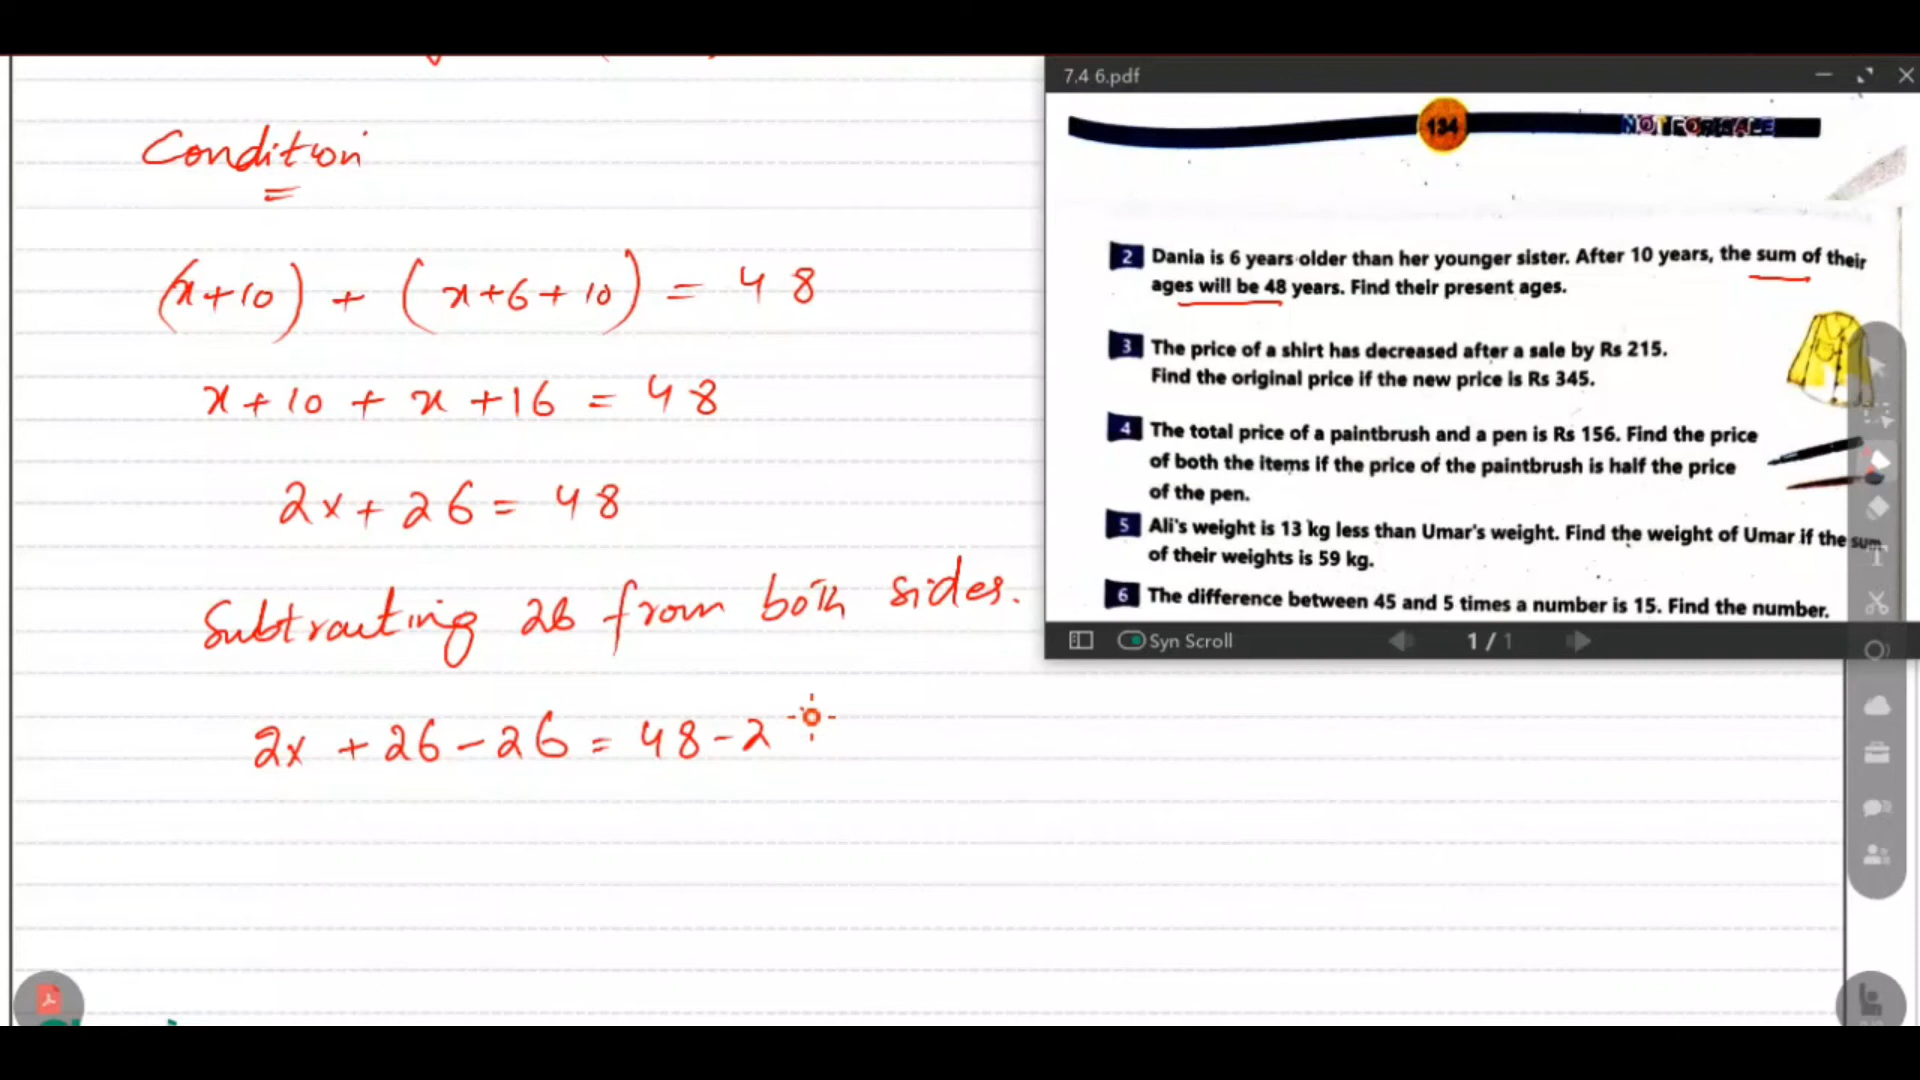 Condition
(x+10) + (x+6+10) = 48
x+10 + x +16 = 48
2x + 26 = 48
Subtracting 26 from both sides.
2x + 26 - 26 = 48 - 2
7.4 6.pdf
134 NOT FOR SALE
2 Dania is 6 years older than her younger sister. After 10 years, the sum of their
ages will be 48 years. Find their present ages.
3 The price of a shirt has decreased after a sale by Rs 215.
Find the original price if the new price is Rs 345.
4 The total price of a paintbrush and a pen is Rs 156. Find the price
of both the items if the price of the paintbrush is half the price
of the pen.
5 Ali's weight is 13 kg less than Umar's weight. Find the weight of Umar if the sum
of their weights is 59 kg.
6 The difference between 45 and 5 times a number is 15. Find the number.
Syn Scroll 1 / 1